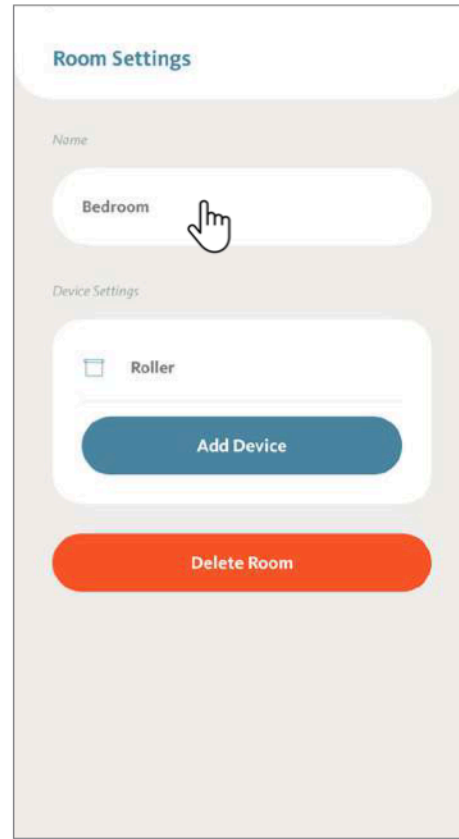 Room Settings
Name
Bedroom
Device Settings
Roller
Add Device
Delete Room